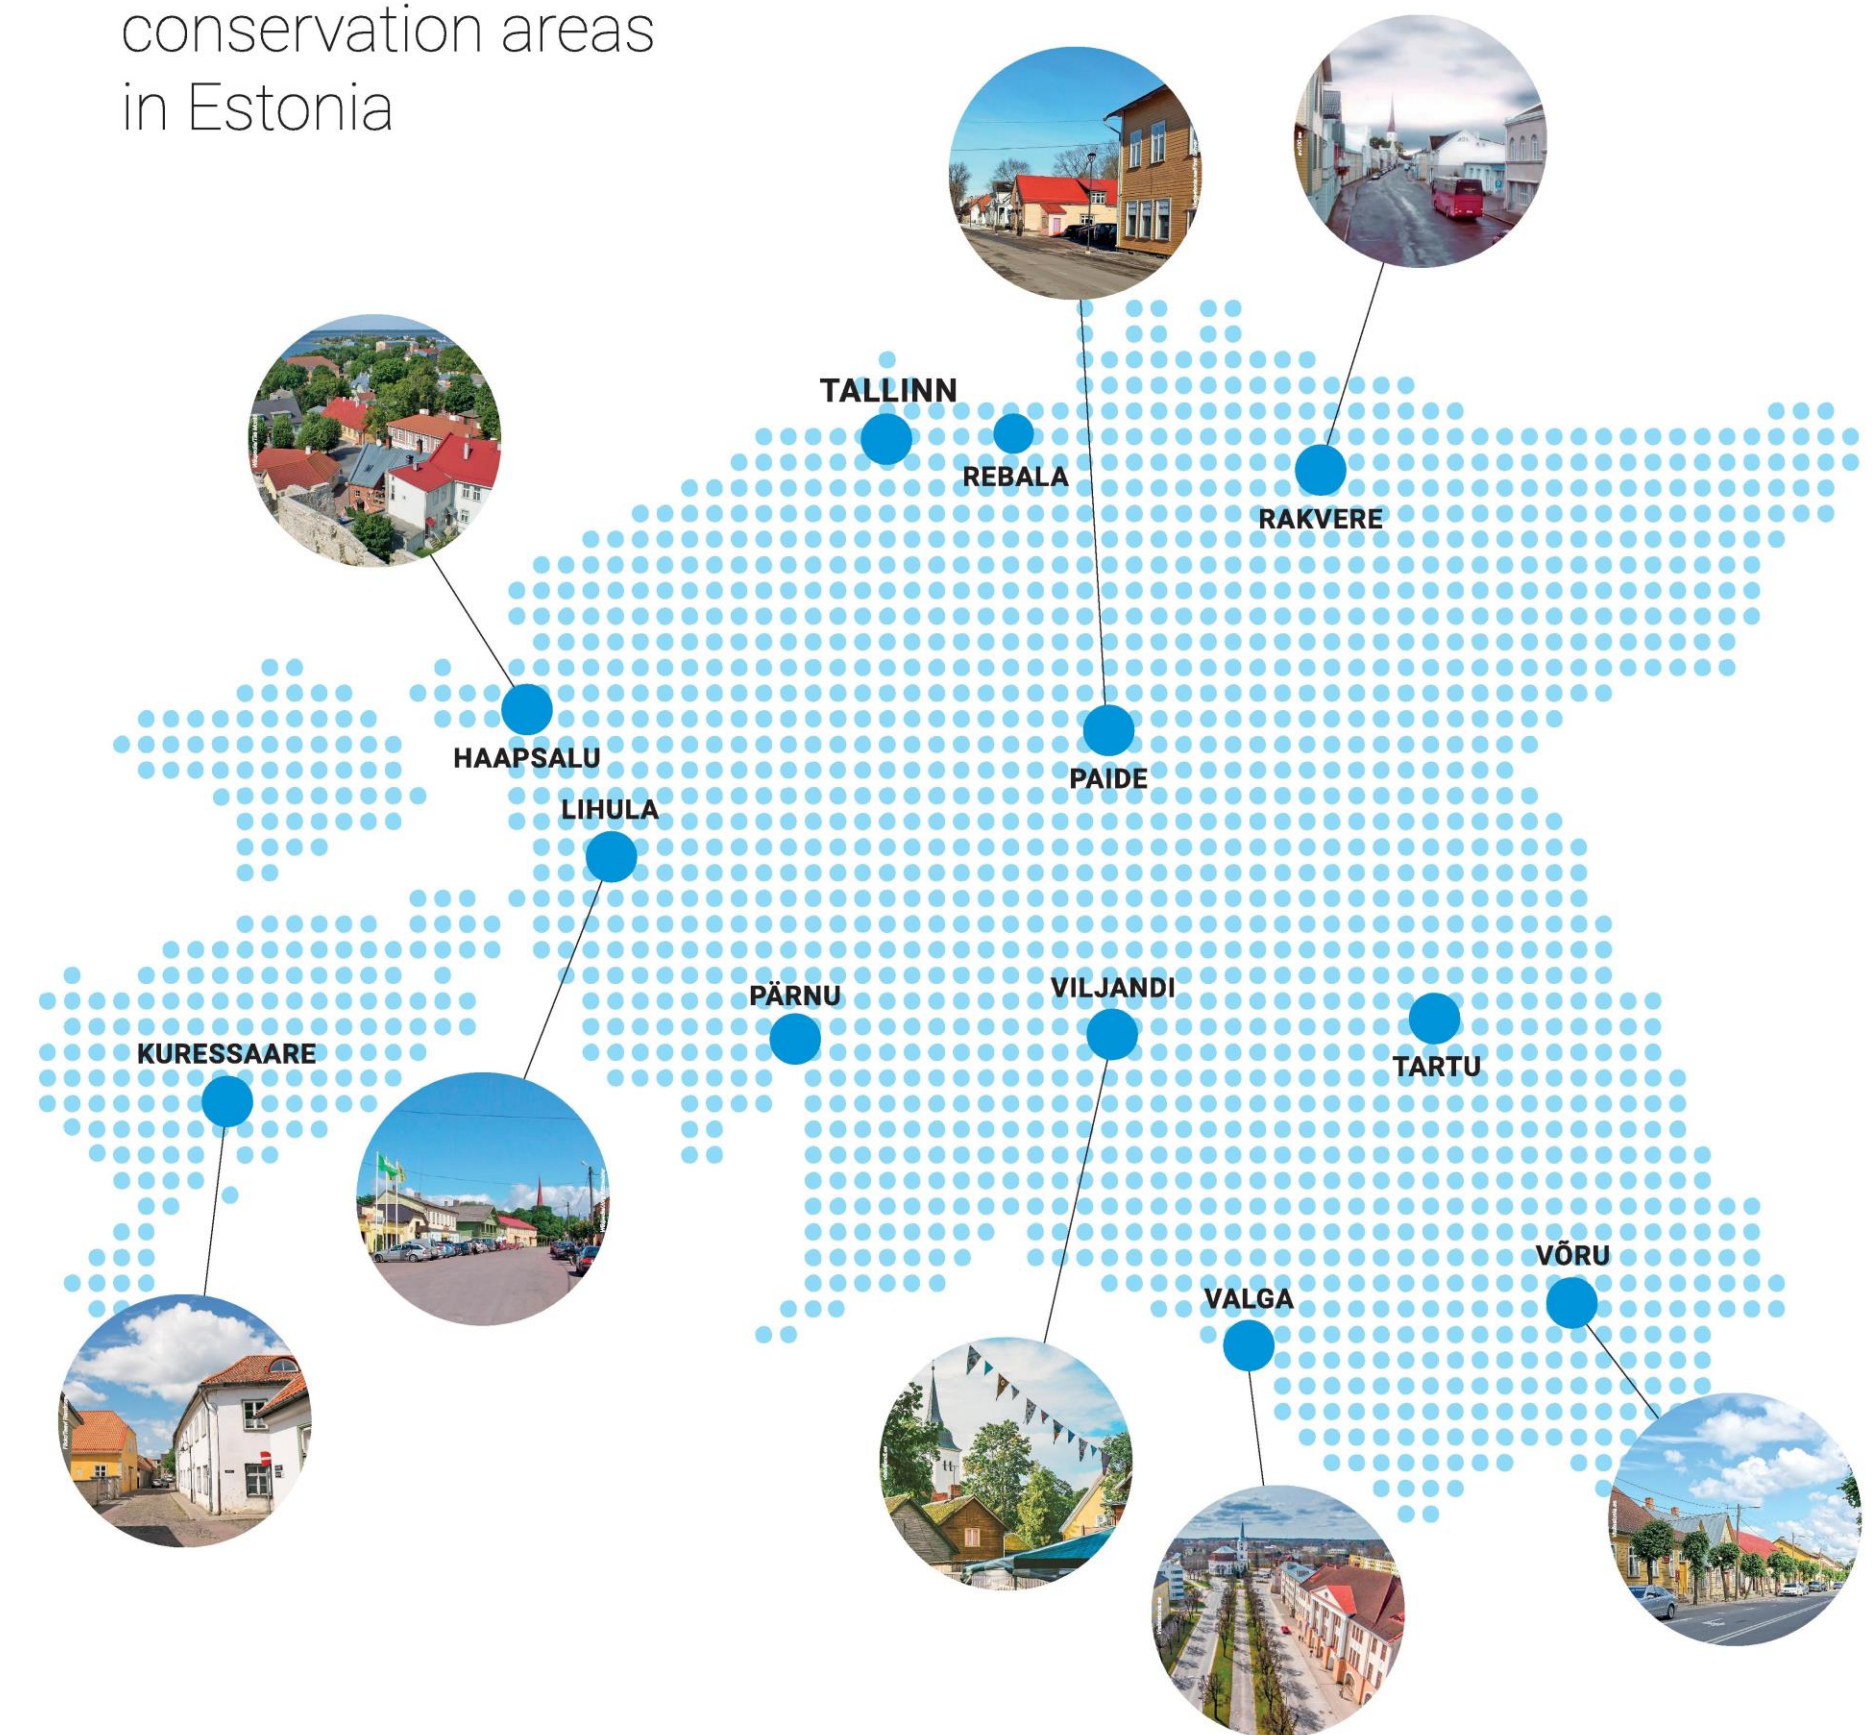 conservation areas
in Estonia
TALLINN
REBALA
RAKVERE
HAAPSALU
PAIDE
LIHULA
PÄRNU
VILJANDI
TARTU
KURESSAARE
VÕRU
VALGA